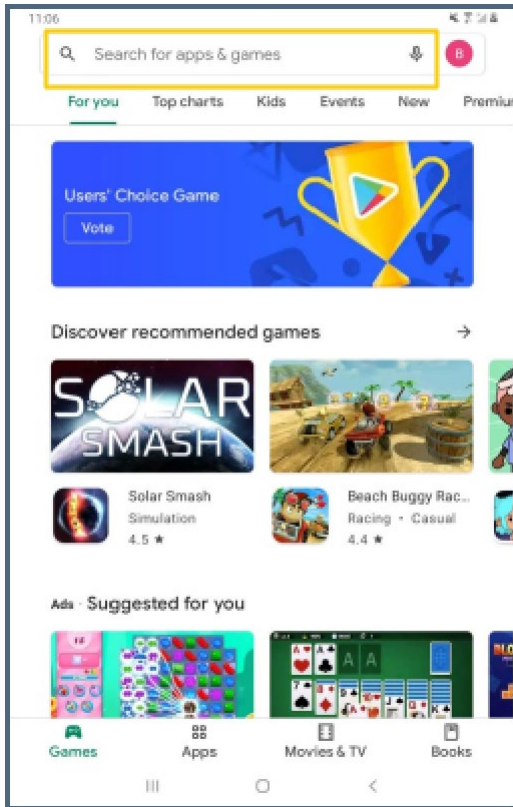 11:06
Search for apps & games
B
For you Top charts Kids Events New Premiur
Users' Choice Game
Vote
Discover recommended games
SOLAR
SMASH
Solar Smash
Simulation
4.5 ★
Beach Buggy Rac...
Racing • Casual
4.4 ★
Ads · Suggested for you
Games Apps Movies & TV Books